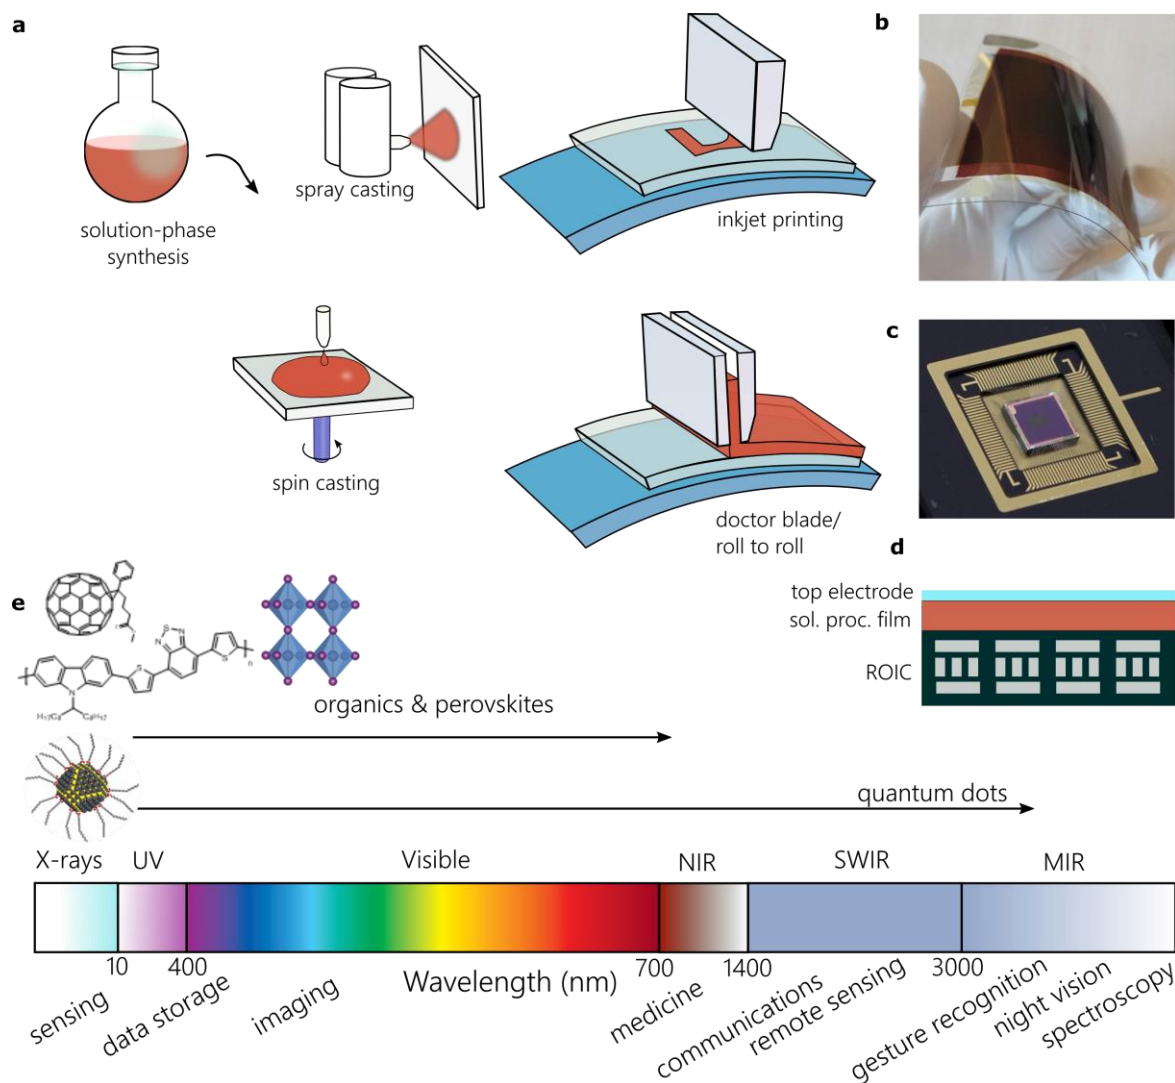 a
b
spray casting
solution-phase
synthesis
inkjet printing
c
spin casting
doctor blade/
roll to roll
d
top electrode
sol. proc. film
ROIC
e
N
N
S
S
n
N
H17C8
C8H17
organics & perovskites
quantum dots
X-rays
UV
Visible
NIR
SWIR
MIR
10
400
700
1400
3000
Wavelength (nm)
sensing
data storage
imaging
medicine
communications
remote sensing
gesture recognition
night vision
spectroscopy